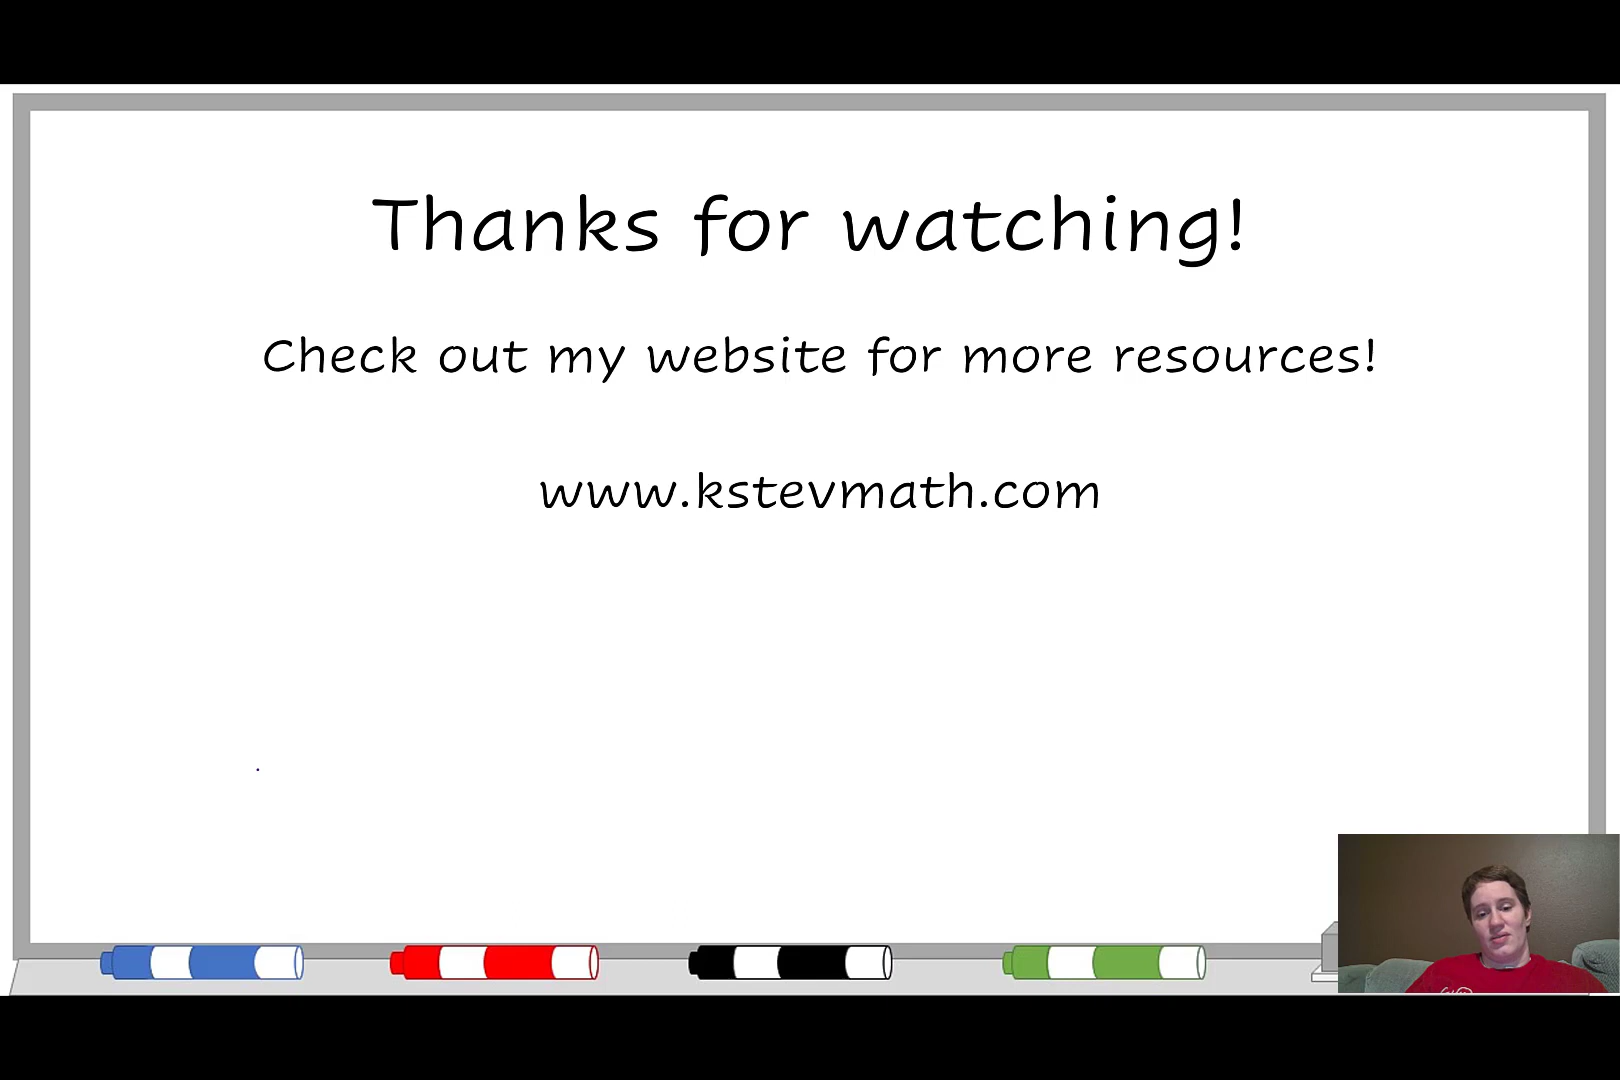 Thanks for watching!
Check out my website for more resources!
www.kstevmath.com